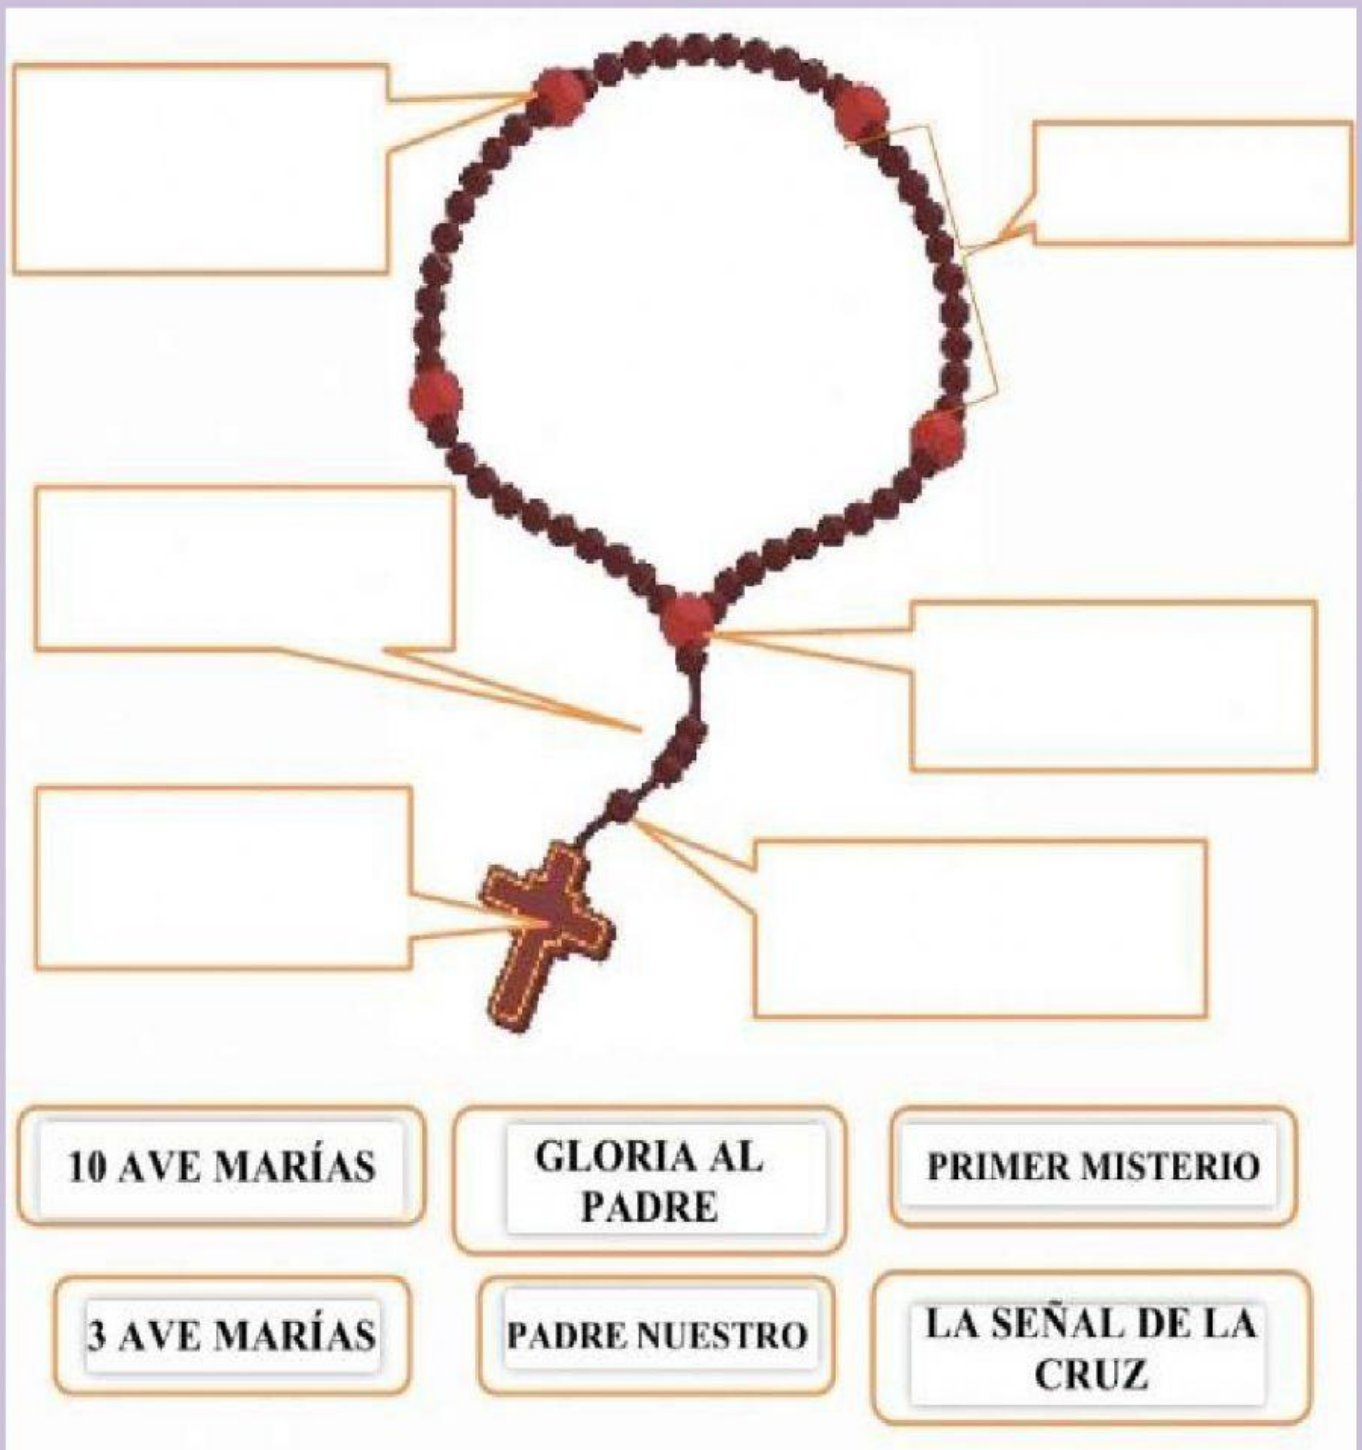 10 AVE MARÍAS
GLORIA AL
PADRE
PRIMER MISTERIO
3 AVE MARÍAS
PADRE NUESTRO
LA SEÑAL DE LA
CRUZ